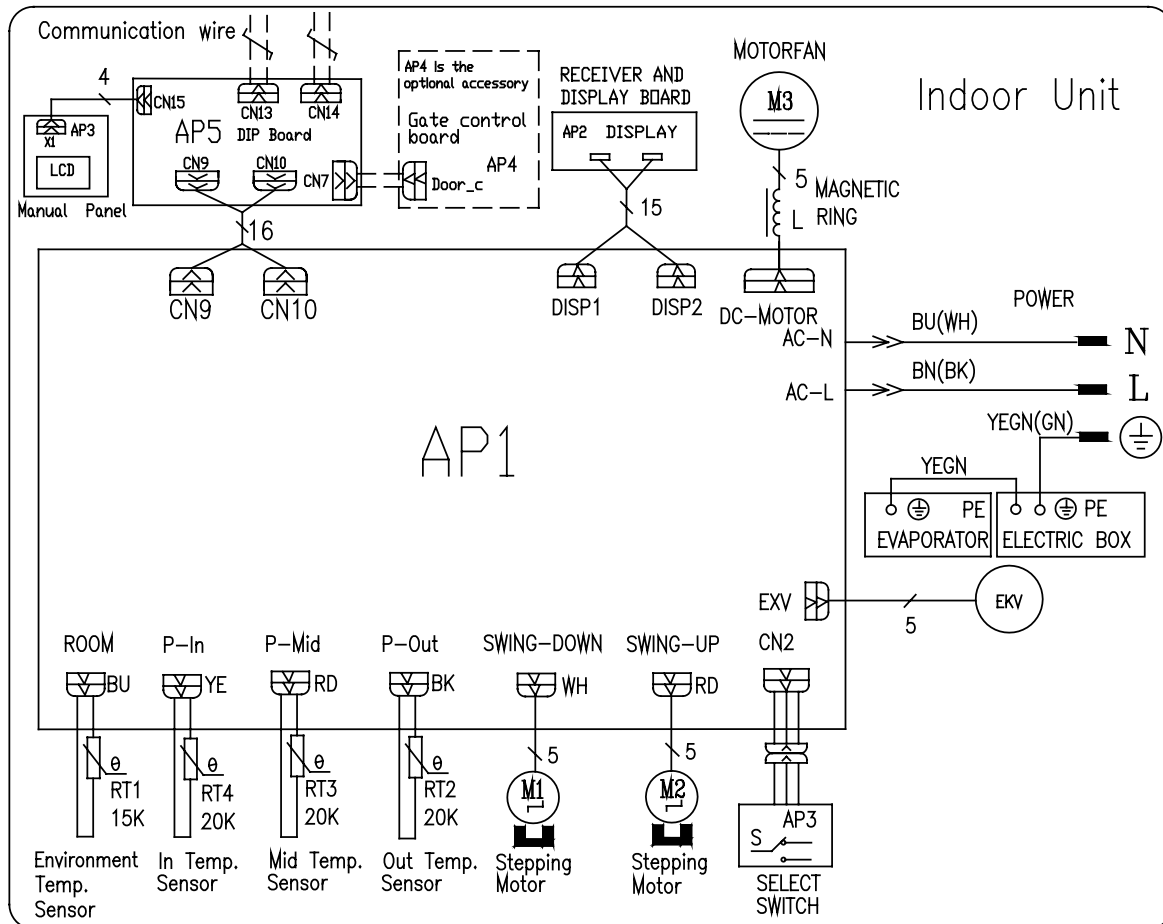 Communication wire
Indoor Unit
4
CN15
CN13
CN14
AP5 DIP Board
X1 AP3
LCD
Manual Panel
CN9
CN10
CN7
16
AP4 Is the
optional accessory
Gate control
board
AP4
Door_c
RECEIVER AND
DISPLAY BOARD
AP2 DISPLAY
15
MOTORFAN
M3
5
MAGNETIC
RING
L
CN9
CN10
DISP1
DISP2
DC-MOTOR
POWER
AC-N
BU(WH)
N
AC-L
BN(BK)
L
YEGN(GN)
YEGN
PE
EVAPORATOR
PE
ELECTRIC BOX
AP1
EXV
5
EKV
ROOM
BU
P-In
YE
P-Mid
RD
P-Out
BK
SWING-DOWN
WH
SWING-UP
RD
CN2
θ
RT1
15K
Environment
Temp.
Sensor
θ
RT4
20K
In Temp.
Sensor
θ
RT3
20K
Mid Temp.
Sensor
θ
RT2
20K
Out Temp.
Sensor
5
M1
Stepping
Motor
5
M2
Stepping
Motor
AP3
S
SELECT
SWITCH